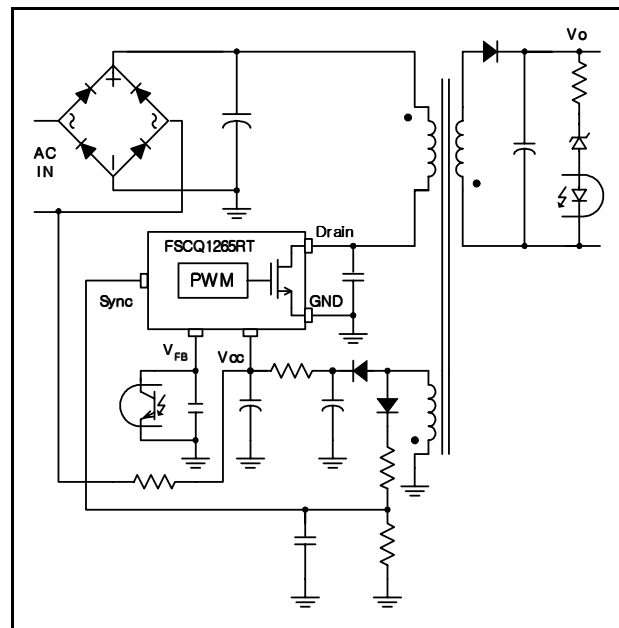 Vo
AC
IN
Drain
FSCQ1265RT
PWM
GND
Sync
VFB
Vcc